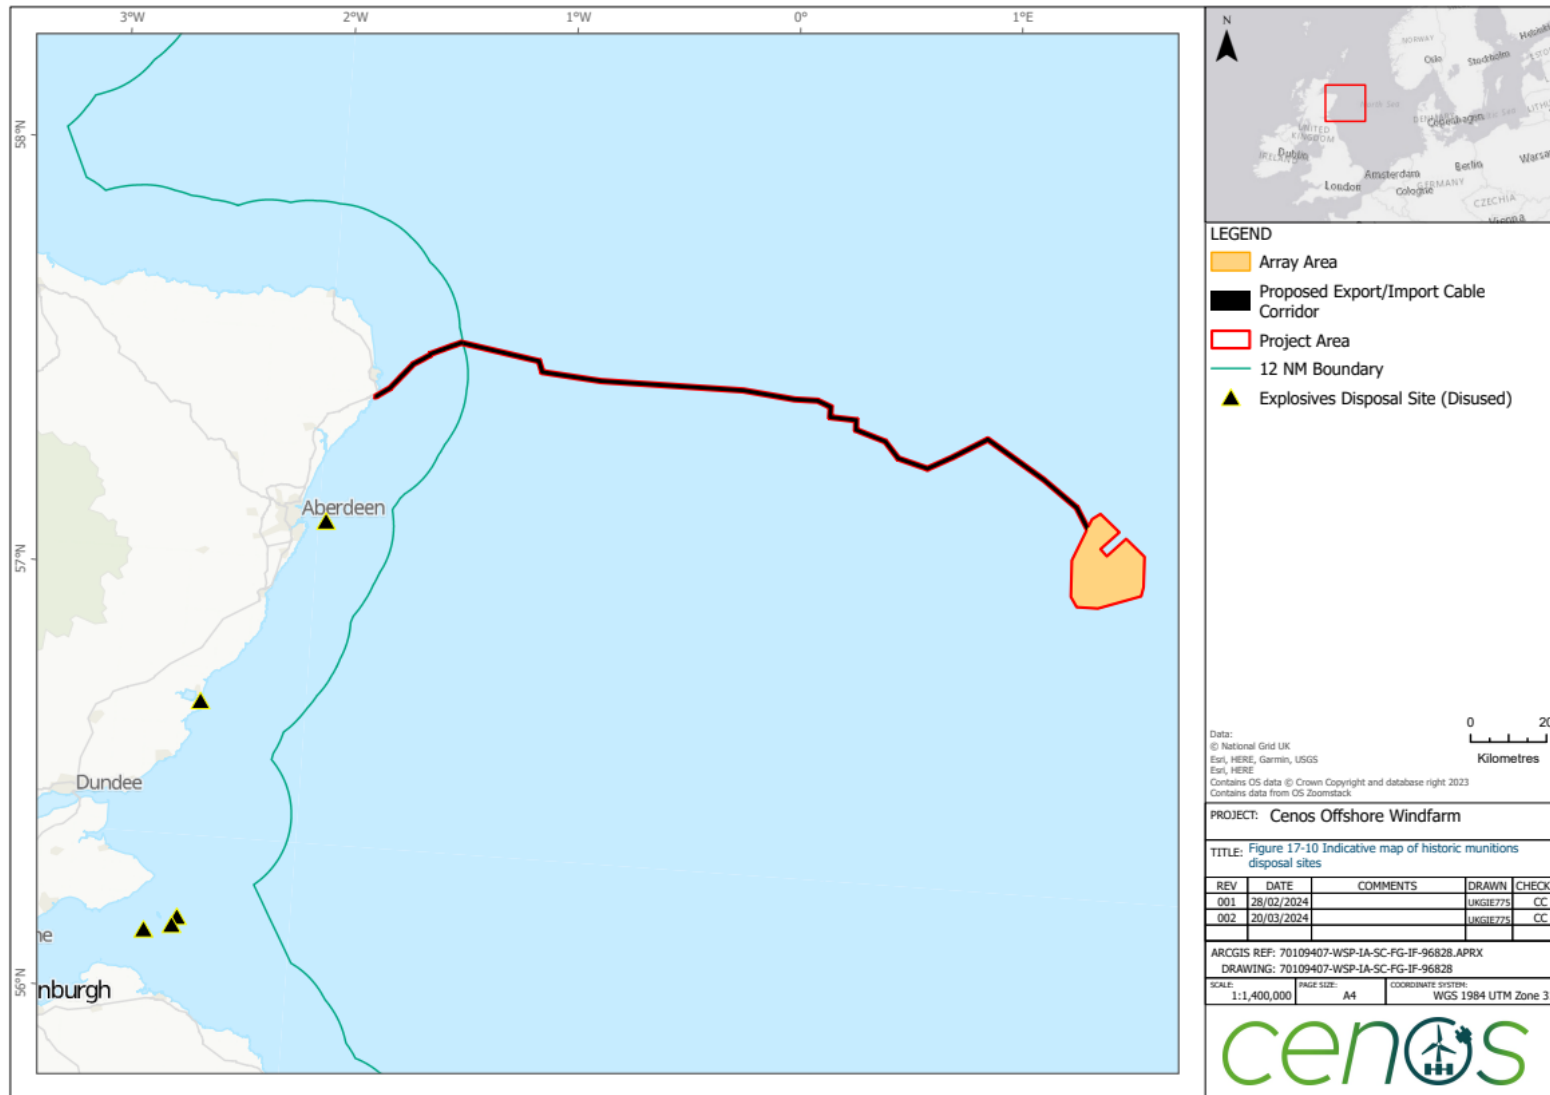 3°W
2°W
1°W
0°
1°E
58°N
57°N
56°N
Aberdeen
Dundee
nburgh
N
NORWAY
Oslo
Stockholm
Helsinki
North Sea
DENMARK
Copenhagen
UNITED
KINGDOM
IRELAND
Dublin
Amsterdam
Berlin
Warsa
London
Cologne
GERMANY
CZECHIA
Vienna
LEGEND
Array Area
Proposed Export/Import Cable
Corridor
Project Area
12 NM Boundary
Explosives Disposal Site (Disused)
0 20
Kilometres
Data:
© National Grid UK
Esri, HERE, Garmin, USGS
Esri, HERE
Contains OS data © Crown Copyright and database right 2023
Contains data from OS Zoomstack
PROJECT: Cenos Offshore Windfarm
TITLE: Figure 17-10 Indicative map of historic munitions
disposal sites
REV DATE COMMENTS DRAWN CHECK
001 28/02/2024 UKGIE775 CC
002 20/03/2024 UKGIE775 CC
ARCGIS REF: 70109407-WSP-IA-SC-FG-IF-96828.APRX
DRAWING: 70109407-WSP-IA-SC-FG-IF-96828
SCALE: PAGE SIZE: COORDINATE SYSTEM:
1:1,400,000 A4 WGS 1984 UTM Zone 3
cenos